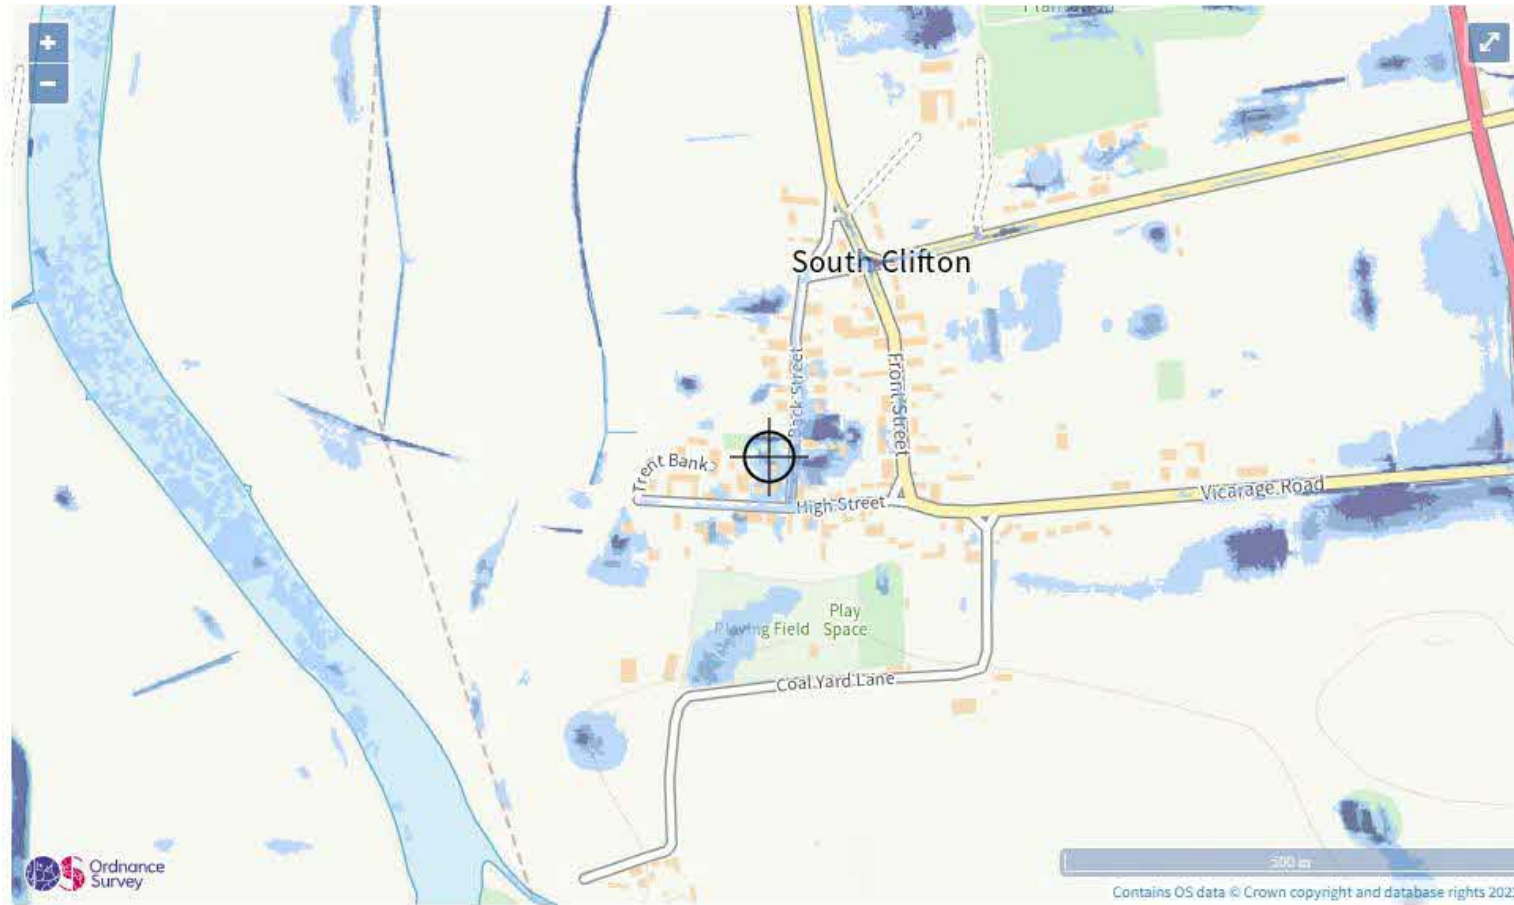 +
−
South Clifton
Back Street
Front Street
Trent Bank
High Street
Vicarage Road
Playing Field
Play
Space
Coal Yard Lane
500 m
Ordnance
Survey
Contains OS data © Crown copyright and database rights